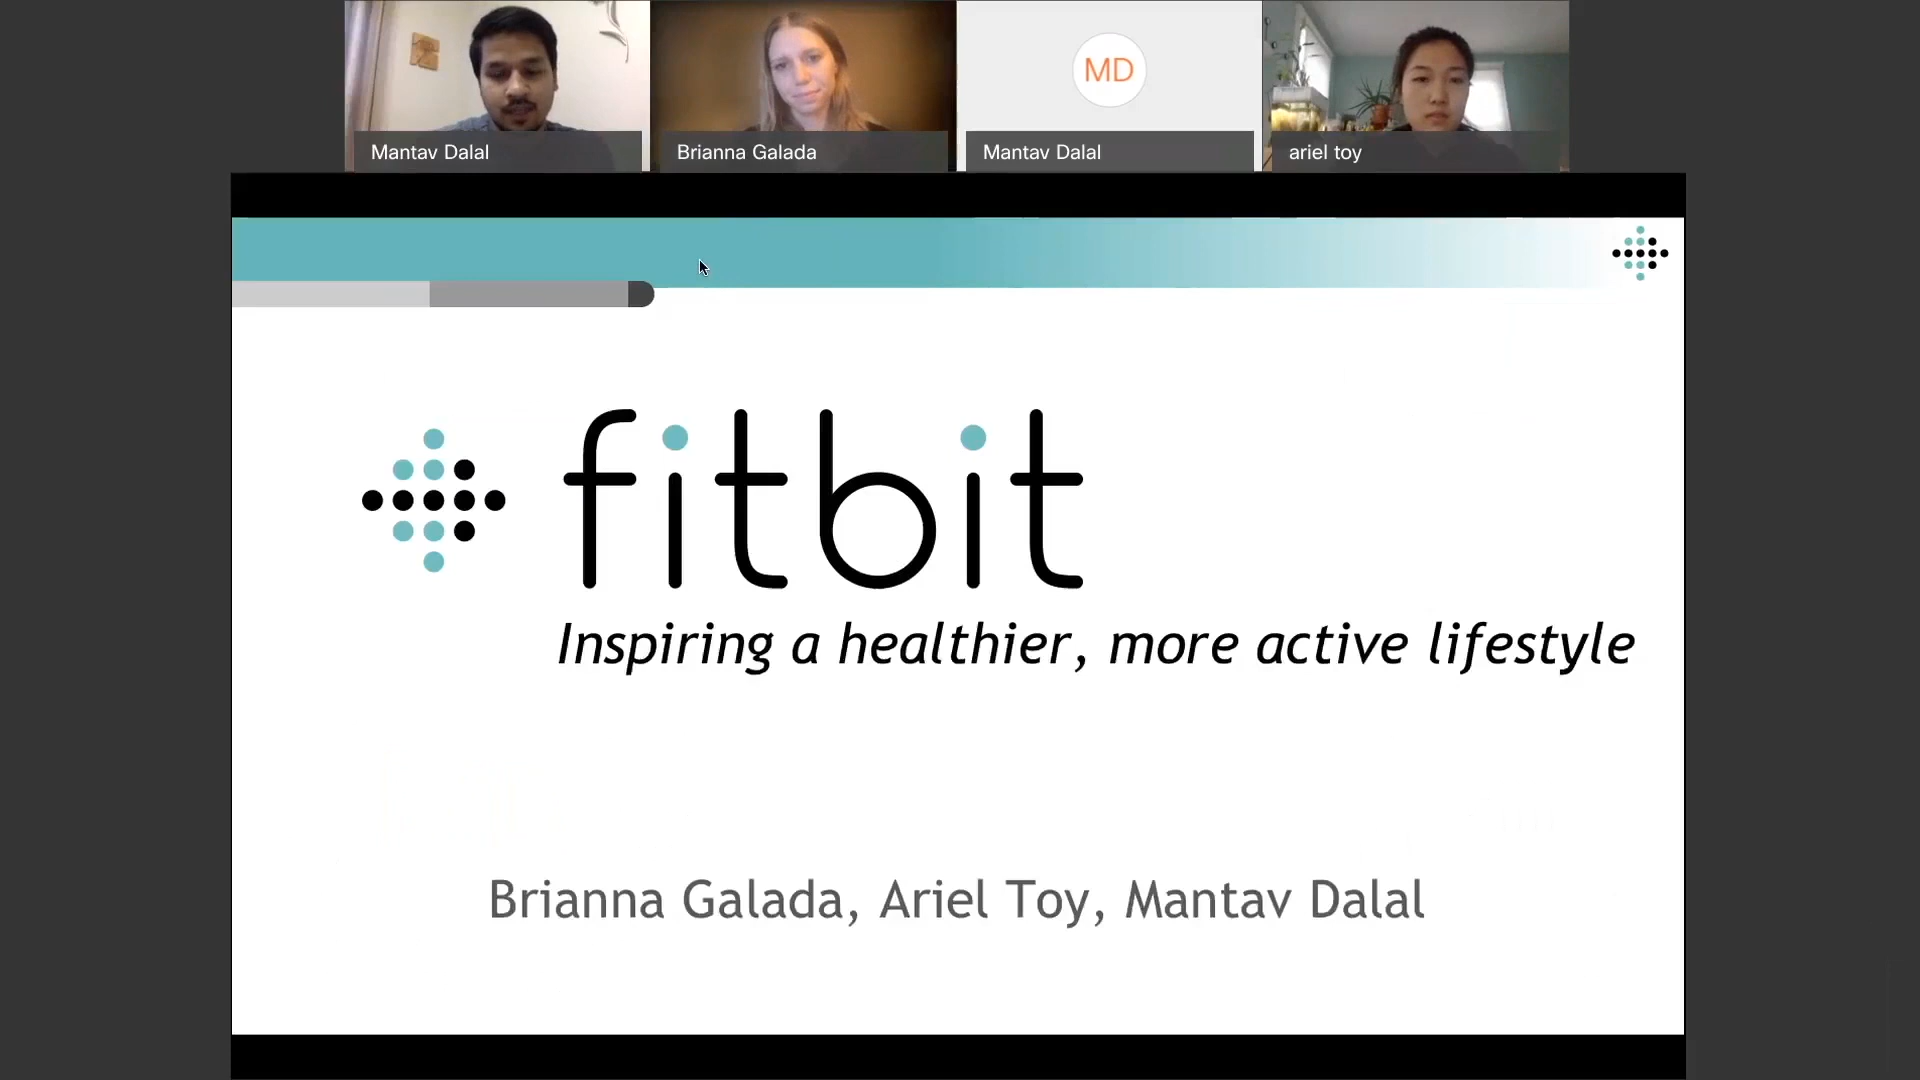 Mantav Dalal
Brianna Galada
MD
Mantav Dalal
ariel toy
fitbit
Inspiring a healthier, more active lifestyle
Brianna Galada, Ariel Toy, Mantav Dalal